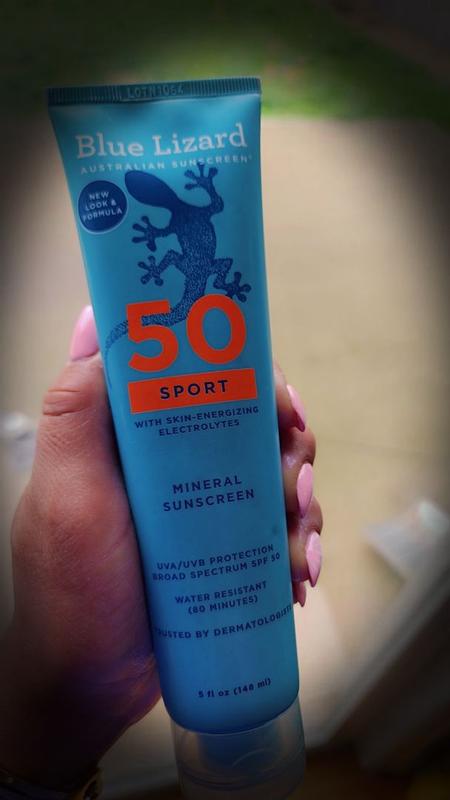 Blue Lizard
AUSTRALIAN SUNSCREEN
NEW
LOOK &
FORMULA
50
SPORT
WITH SKIN-ENERGIZING
ELECTROLYTES
MINERAL
SUNSCREEN
UVA/UVB PROTECTION
BROAD SPECTRUM SPF 50
WATER RESISTANT
(80 MINUTES)
TRUSTED BY DERMATOLOGISTS
5 fl oz (148 ml)